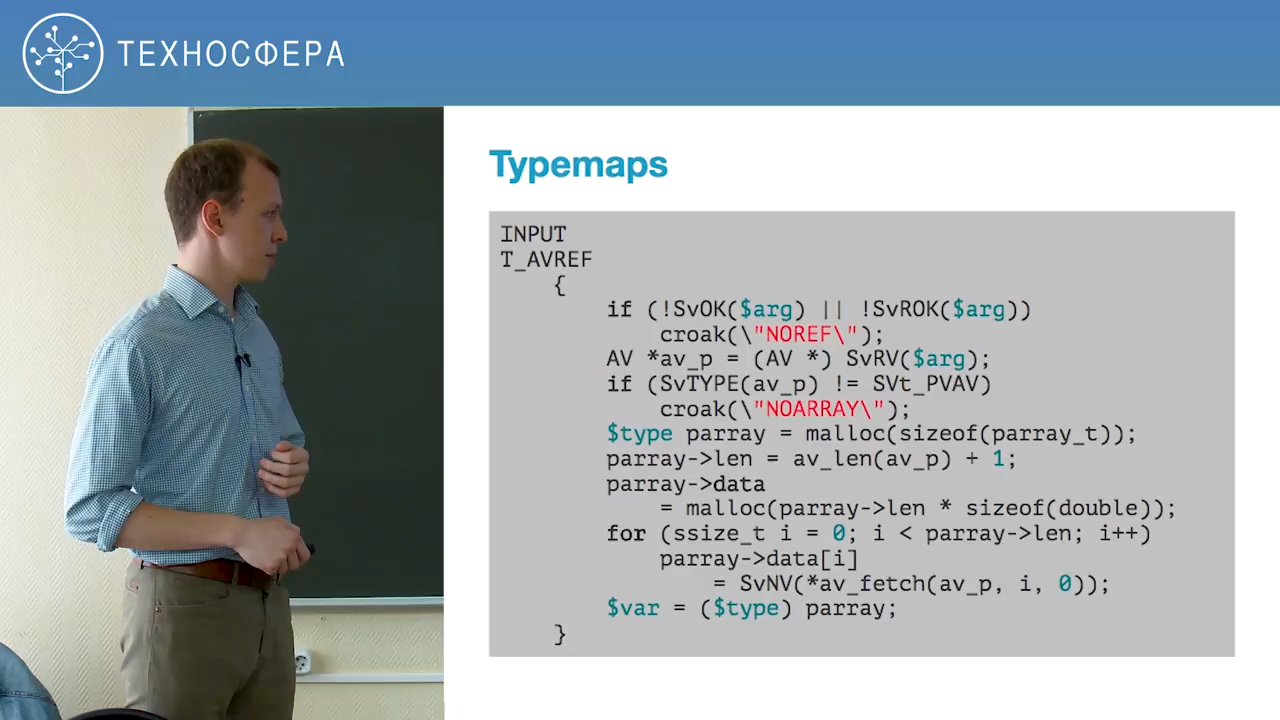 ТЕХНОСФЕРА
Typemaps
INPUT
T_AVREF
{
if (!SvOK($arg) || !SvROK($arg))
croak(\"NOREF\");
AV *av_p = (AV *) SvRV($arg);
if (SvTYPE(av_p) != SVt_PVAV)
croak(\"NOARRAY\");
$type parray = malloc(sizeof(parray_t));
parray->len = av_len(av_p) + 1;
parray->data
= malloc(parray->len * sizeof(double));
for (ssize_t i = 0; i < parray->len; i++)
parray->data[i]
= SvNV(*av_fetch(av_p, i, 0));
$var = ($type) parray;
}